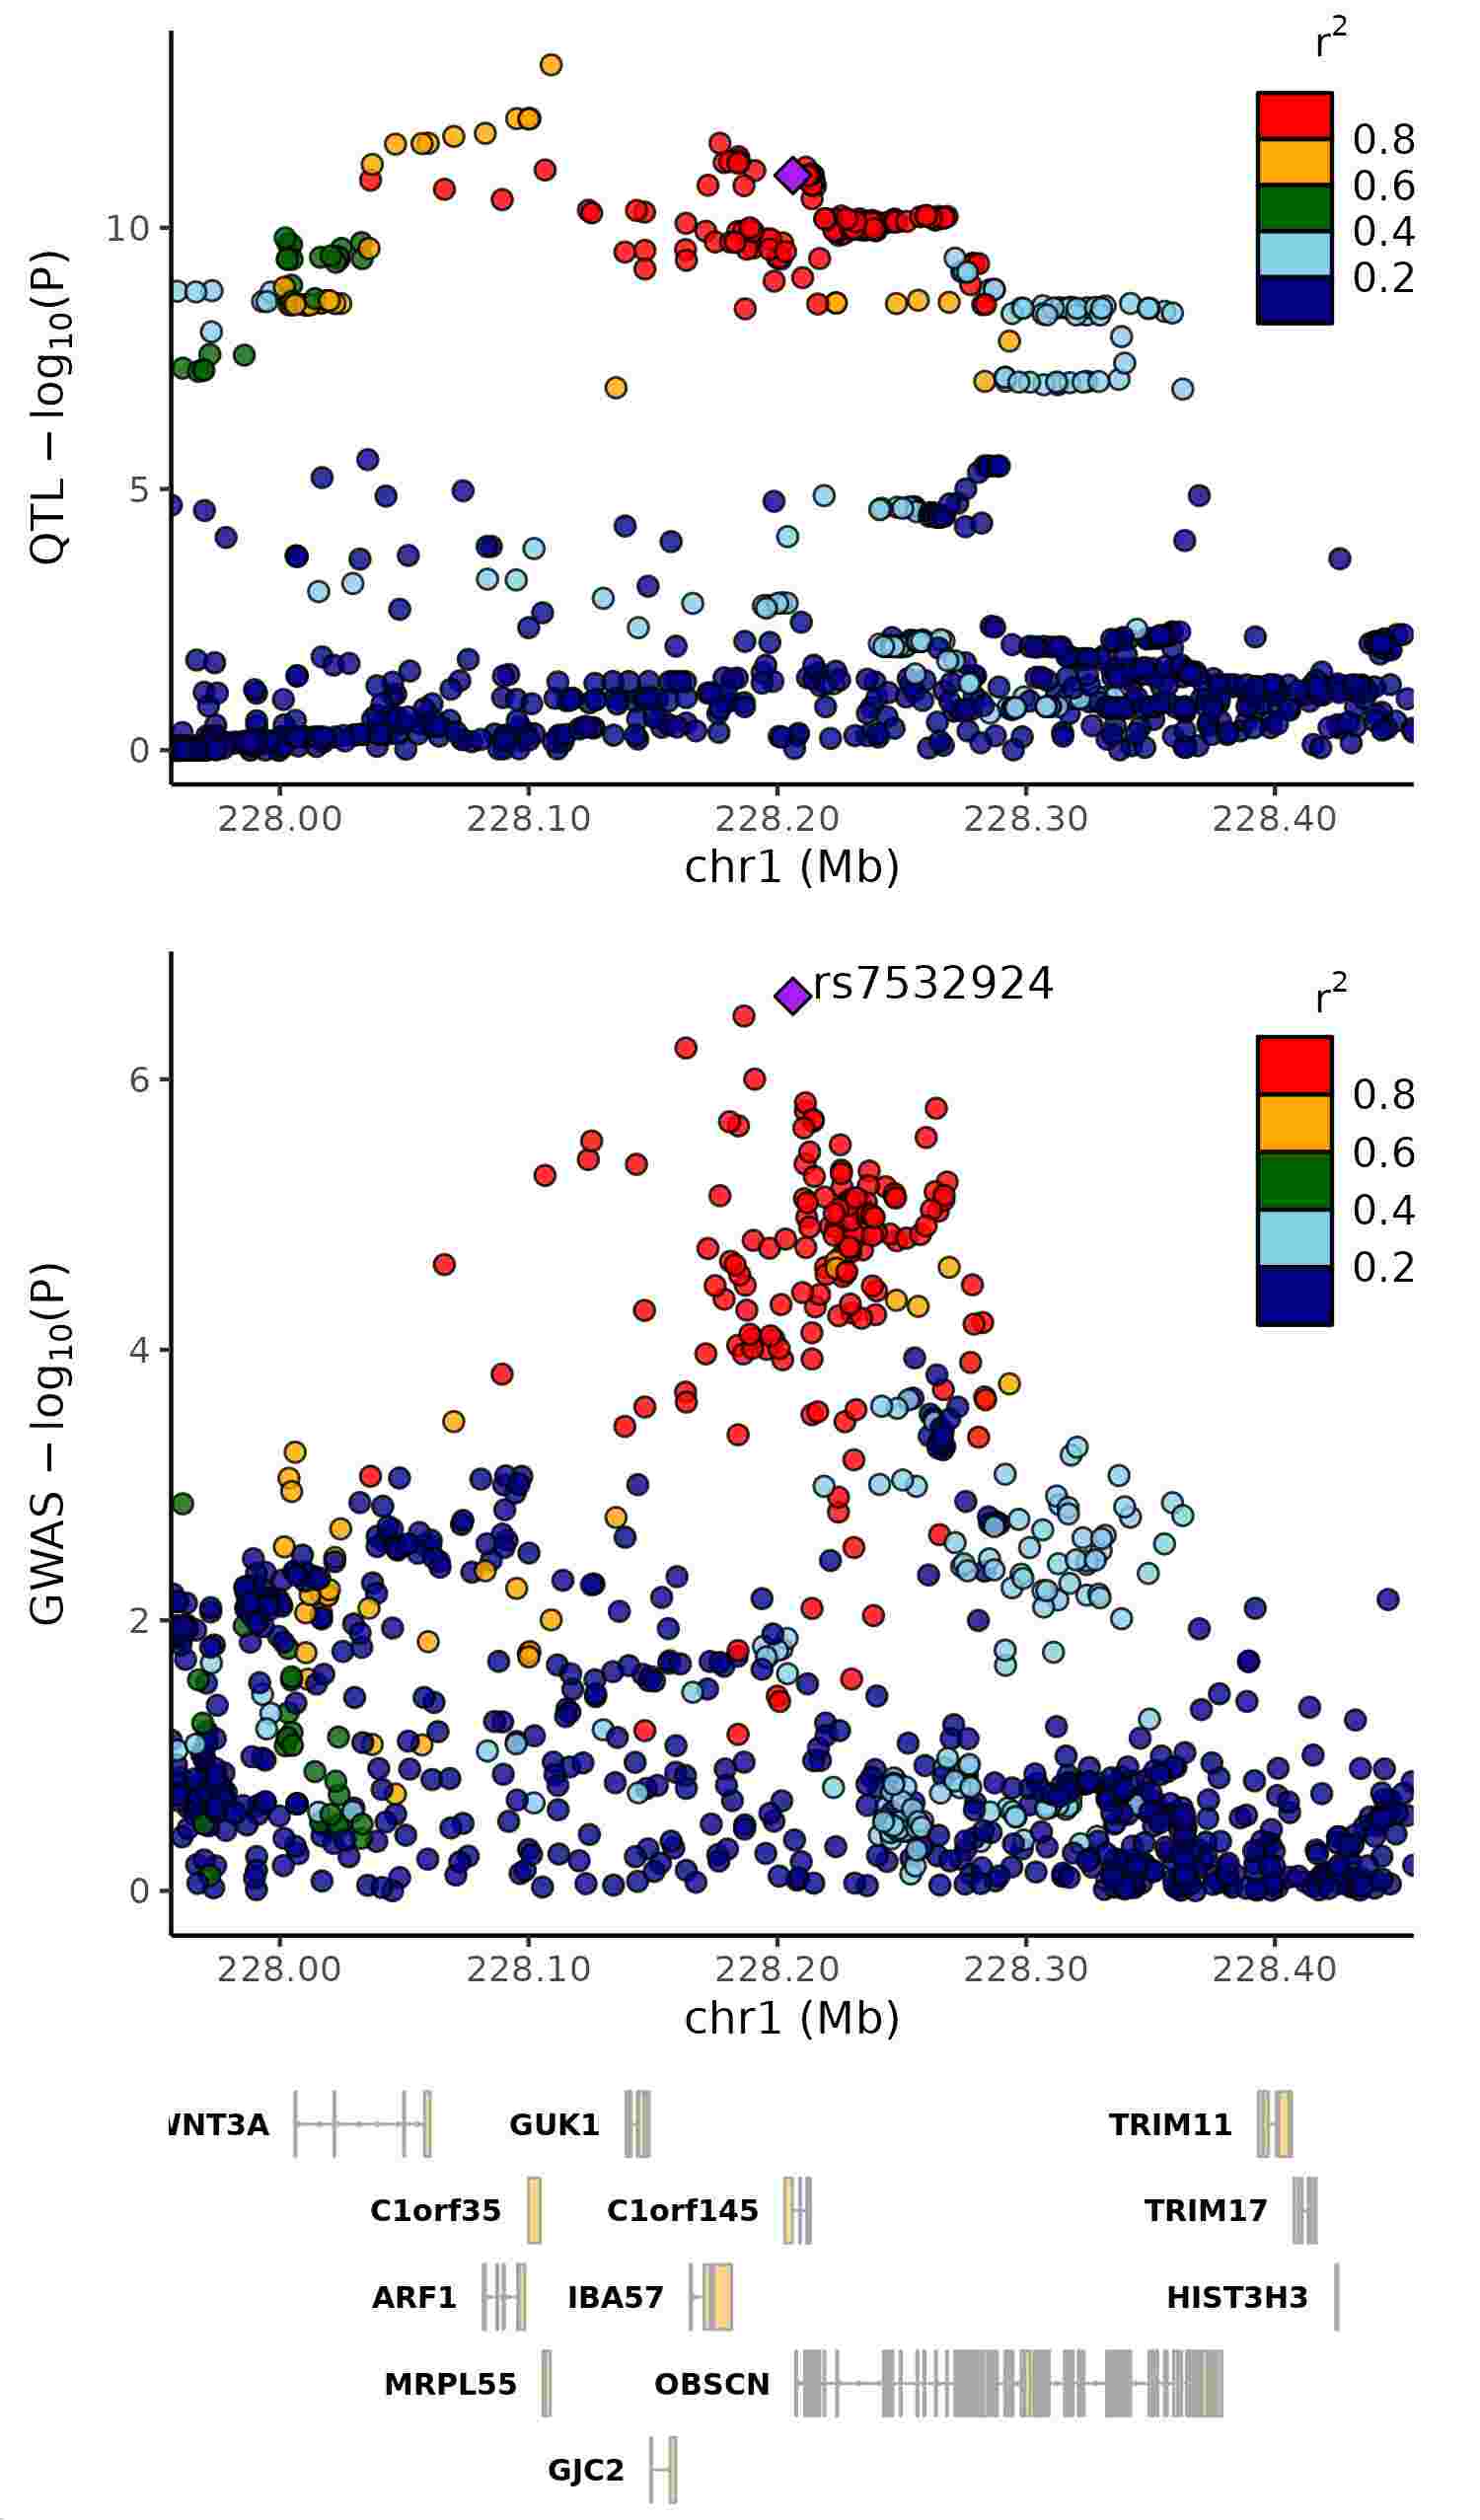 r2
0.8
0.6
0.4
0.2
10
5
0
QTL −log10(P)
228.00 228.10 228.20 228.30 228.40
chr1 (Mb)
rs7532924
r2
0.8
0.6
0.4
0.2
6
4
2
0
GWAS −log10(P)
228.00 228.10 228.20 228.30 228.40
chr1 (Mb)
WNT3A GUK1 TRIM11
C1orf35 C1orf145 TRIM17
ARF1 IBA57 HIST3H3
MRPL55 OBSCN
GJC2